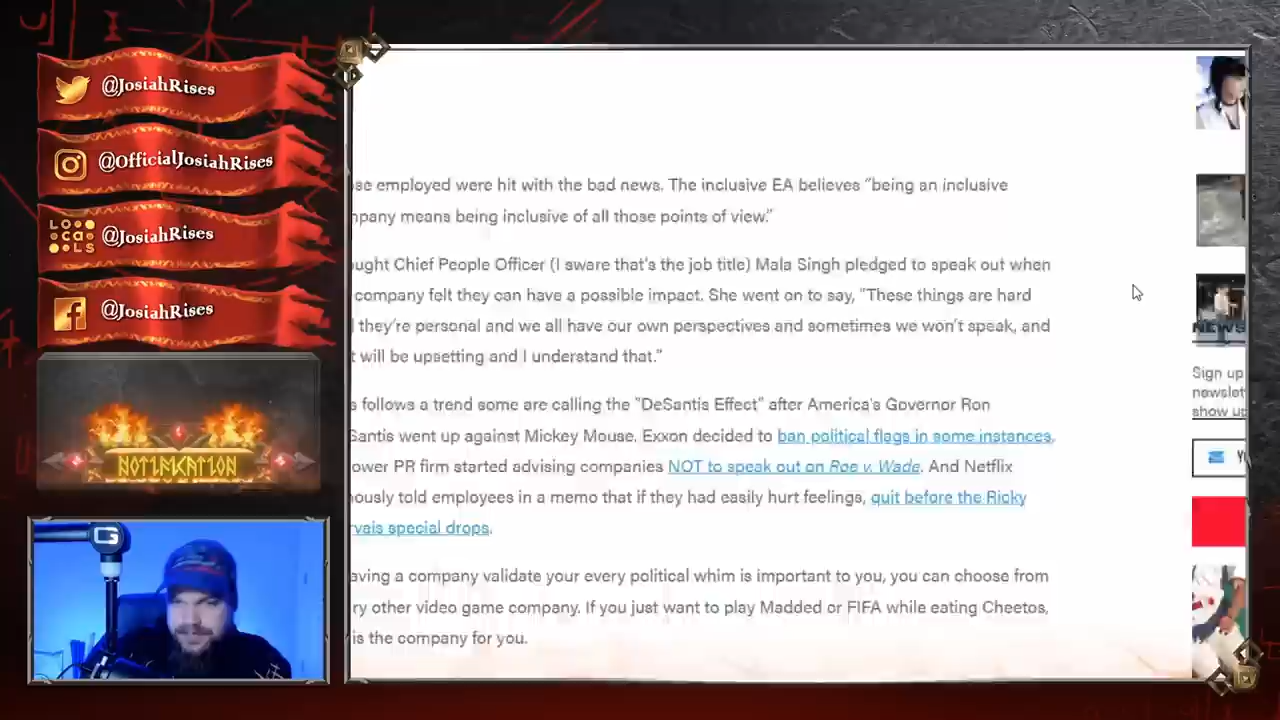 @JosiahRises
@OfficialJosiahRises
LOCALS
@JosiahRises
@JosiahRises
NOTIFICATION
G
employed were hit with the bad news. The inclusive EA believes “being an inclusive
means being inclusive of all those points of view.”
Chief People Officer (I sware that's the job title) Mala Singh pledged to speak out when
company felt they can have a possible impact. She went on to say, “These things are hard
they're personal and we all have our own perspectives and sometimes we won't speak, and
will be upsetting and I understand that.”
follows a trend some are calling the "DeSantis Effect" after America's Governor Ron
Santis went up against Mickey Mouse. Exxon decided to ban political flags in some instances.
ower PR firm started advising companies NOT to speak out on Roe v. Wade. And Netflix
ously told employees in a memo that if they had easily hurt feelings, quit before the Ricky
vais special drops.
aving a company validate your every political whim is important to you, you can choose from
ry other video game company. If you just want to play Madded or FIFA while eating Cheetos,
is the company for you.
NEWS
Sign up
newslet
show up